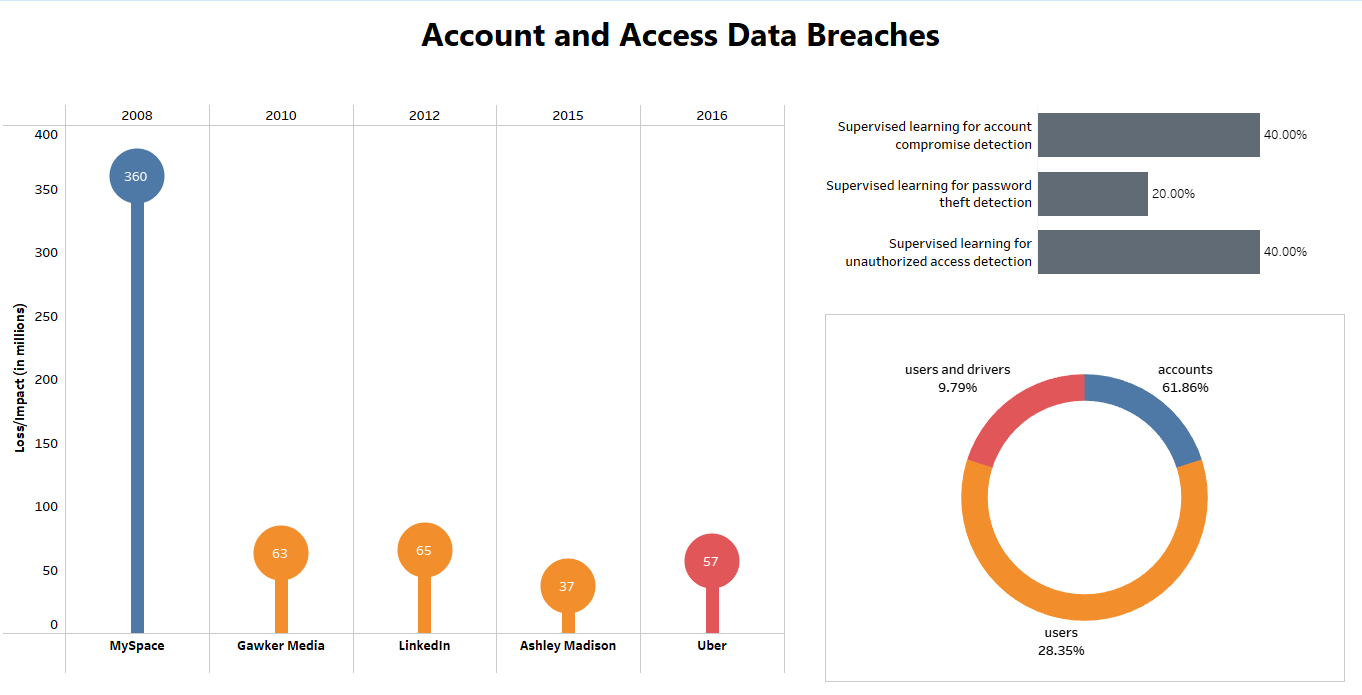 Account and Access Data Breaches
2008 2010 2012 2015 2016
Loss/Impact (in millions)
400
350
300
250
200
150
100
50
0
360
63
65
37
57
MySpace Gawker Media LinkedIn Ashley Madison Uber
Supervised learning for account
compromise detection
40.00%
Supervised learning for password
theft detection
20.00%
Supervised learning for
unauthorized access detection
40.00%
users and drivers
9.79%
accounts
61.86%
users
28.35%